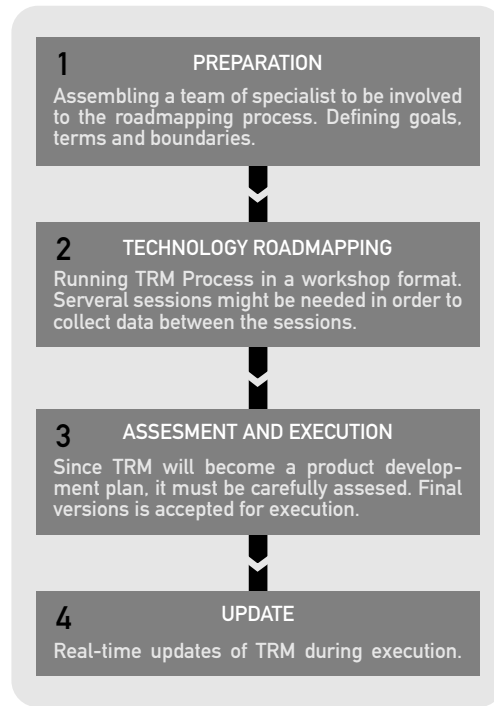 1 PREPARATION
Assembling a team of specialist to be involved
to the roadmapping process. Defining goals,
terms and boundaries.
2 TECHNOLOGY ROADMAPPING
Running TRM Process in a workshop format.
Serveral sessions might be needed in order to
collect data between the sessions.
3 ASSESMENT AND EXECUTION
Since TRM will become a product develop-
ment plan, it must be carefully assesed. Final
versions is accepted for execution.
4 UPDATE
Real-time updates of TRM during execution.